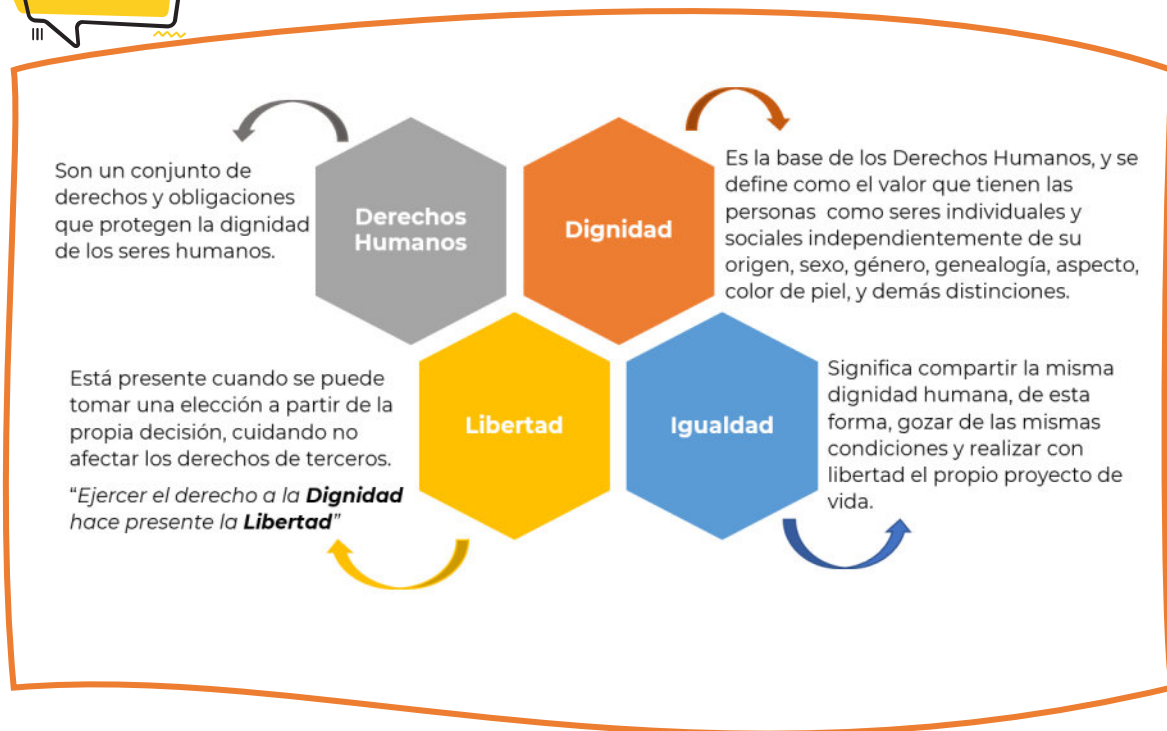 Son un conjunto de
derechos y obligaciones
que protegen la dignidad
de los seres humanos.
Derechos
Humanos
Dignidad
Es la base de los Derechos Humanos, y se
define como el valor que tienen las
personas como seres individuales y
sociales independientemente de su
origen, sexo, género, genealogía, aspecto,
color de piel, y demás distinciones.
Está presente cuando se puede
tomar una elección a partir de la
propia decisión, cuidando no
afectar los derechos de terceros.
“Ejercer el derecho a la Dignidad
hace presente la Libertad”
Libertad
Igualdad
Significa compartir la misma
dignidad humana, de esta
forma, gozar de las mismas
condiciones y realizar con
libertad el propio proyecto de
vida.